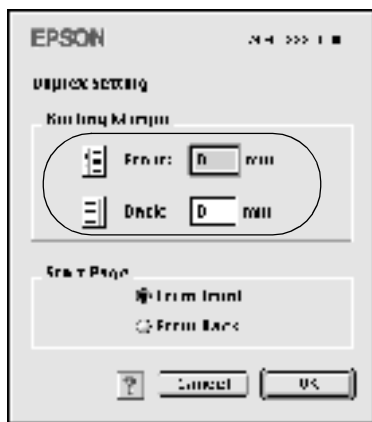 EPSON
Duplex Setting
Binding Margin
Front: 0 mm
Back: 0 mm
Start Page
From Front
From Back
? Cancel OK